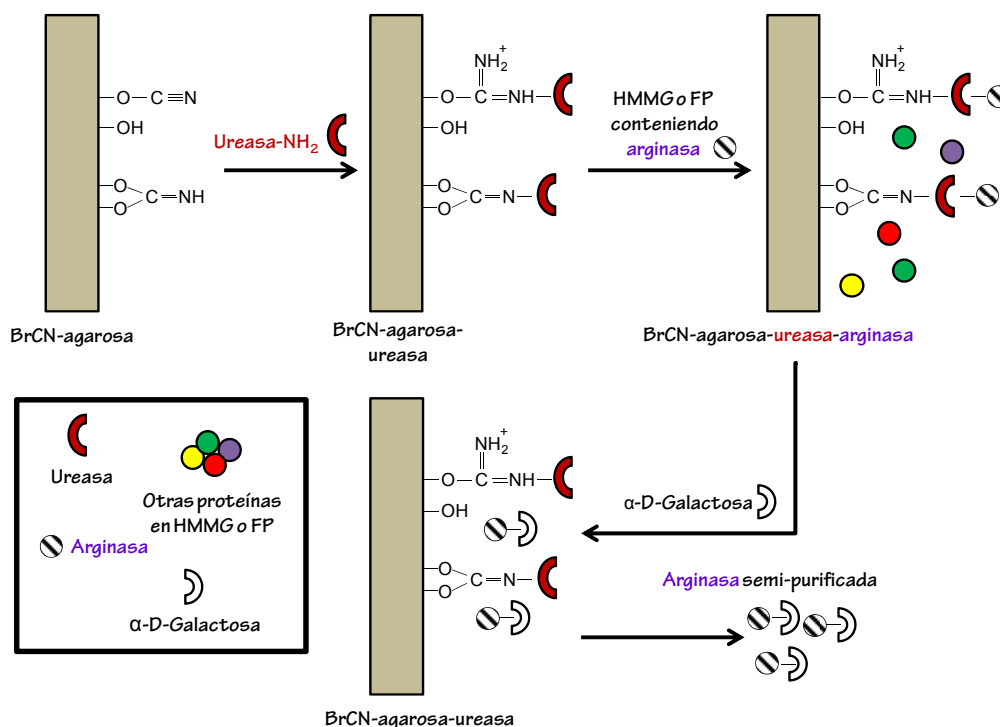 O–C≡N
OH
O
O
C=NH
BrCN-agarosa
Ureasa-NH2
NH2+
O–C=NH
OH
O
O
C=N
BrCN-agarosa-
ureasa
HMMG o FP
conteniendo
arginasa
NH2+
O–C=NH
OH
O
O
C=N
BrCN-agarosa-ureasa-arginasa
α-D-Galactosa
NH2+
O–C=NH
OH
O
O
C=N
BrCN-agarosa-ureasa
Arginasa semi-purificada
Ureasa
Otras proteínas
en HMMG o FP
Arginasa
α-D-Galactosa